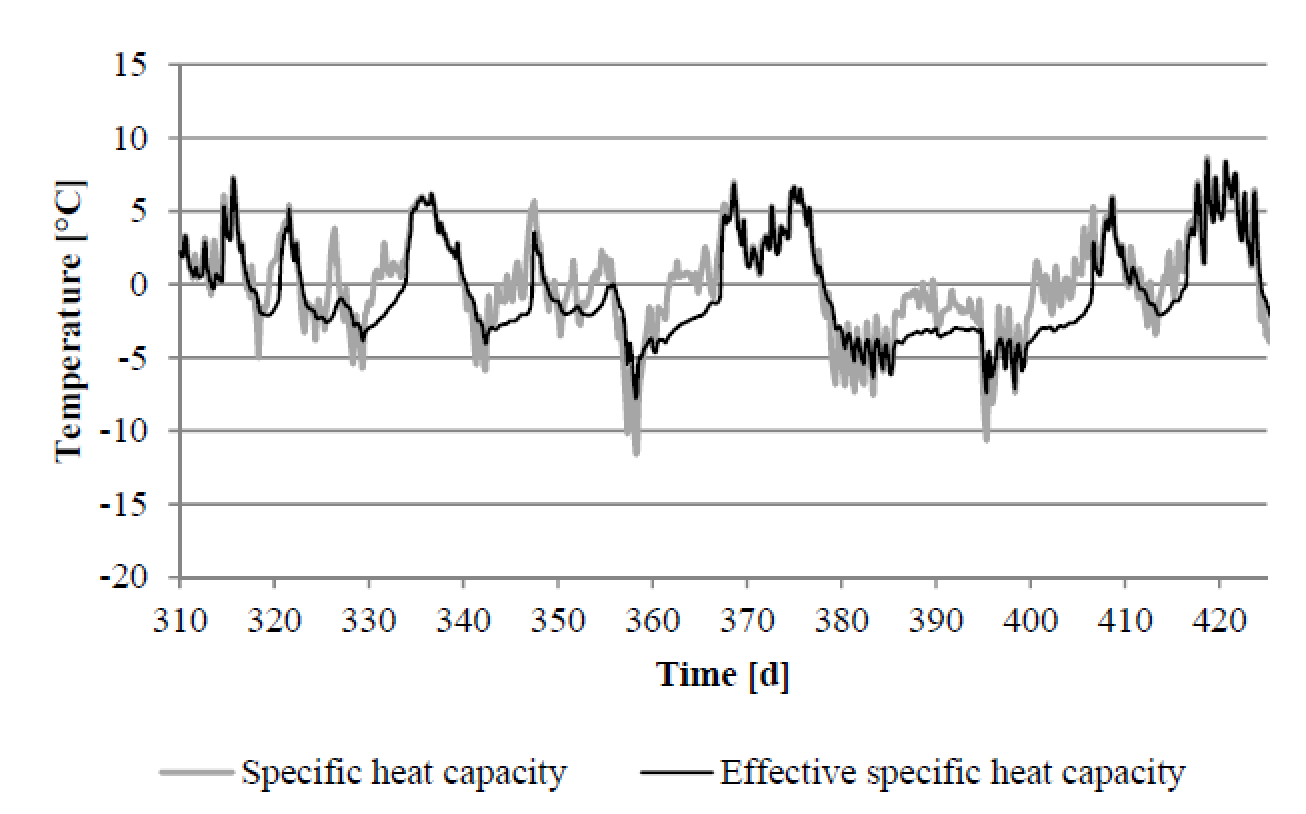 15
10
5
0
-5
-10
-15
-20
Temperature [°C]
310 320 330 340 350 360 370 380 390 400 410 420
Time [d]
Specific heat capacity Effective specific heat capacity